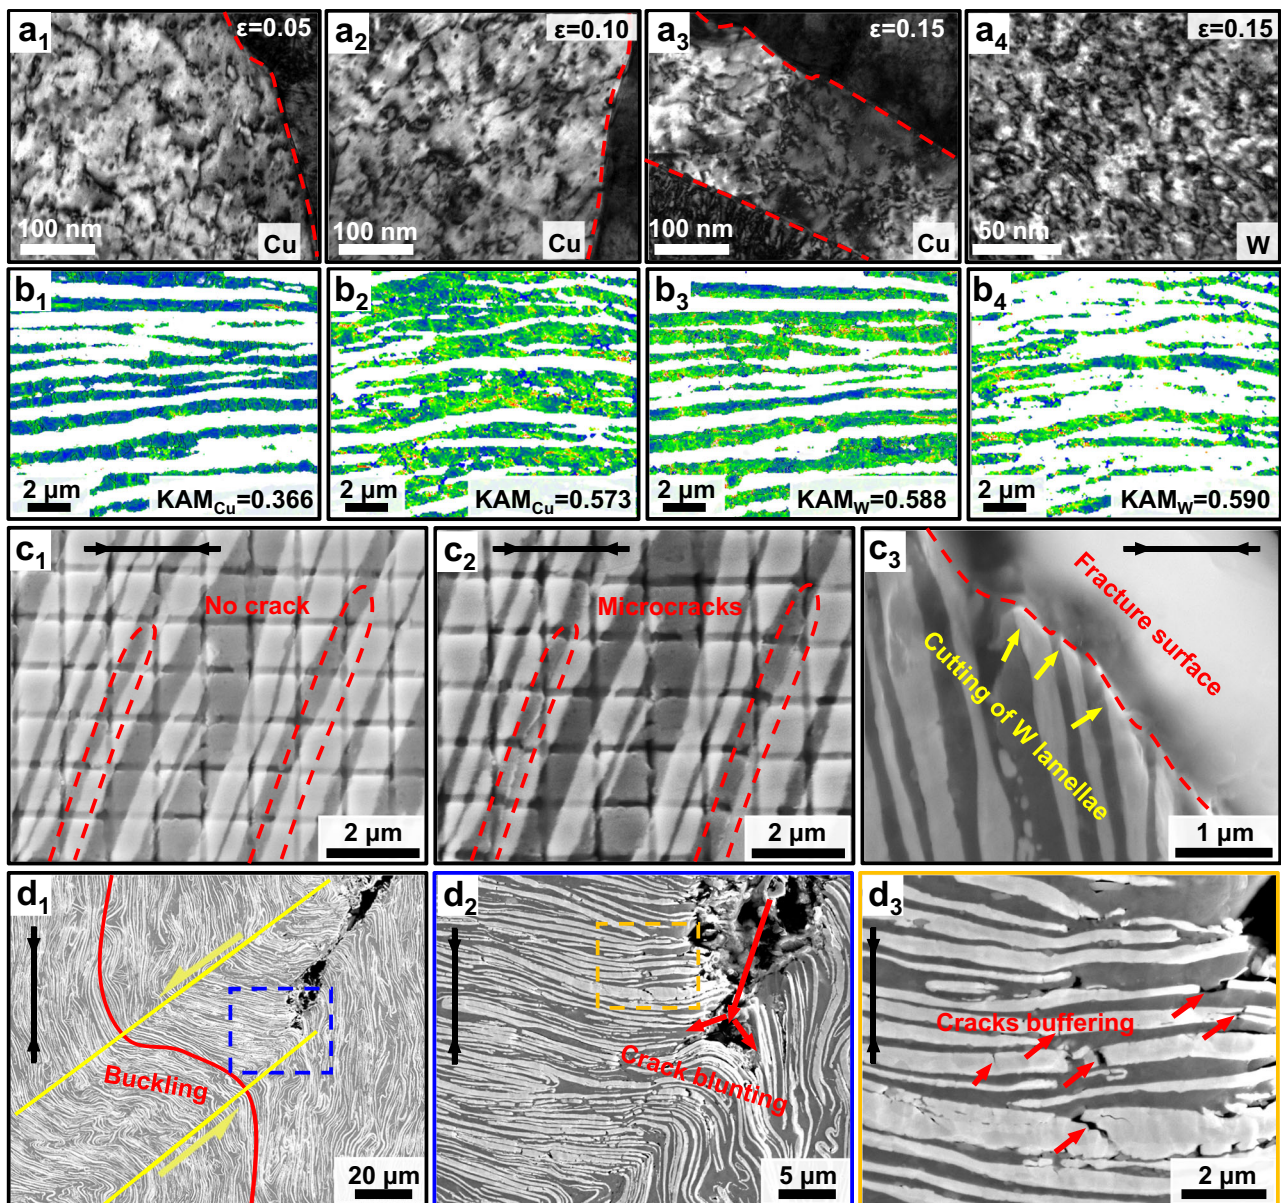 a1
ε=0.05
100 nm
Cu
a2
ε=0.10
100 nm
Cu
a3
ε=0.15
100 nm
Cu
a4
ε=0.15
50 nm
W
b1
2 μm
KAMCu=0.366
b2
2 μm
KAMCu=0.573
b3
2 μm
KAMW=0.588
b4
2 μm
KAMW=0.590
c1
No crack
2 μm
c2
Microcracks
2 μm
c3
Fracture surface
Cutting of W lamellae
1 μm
d1
Buckling
20 μm
d2
Crack blunting
5 μm
d3
Cracks buffering
2 μm